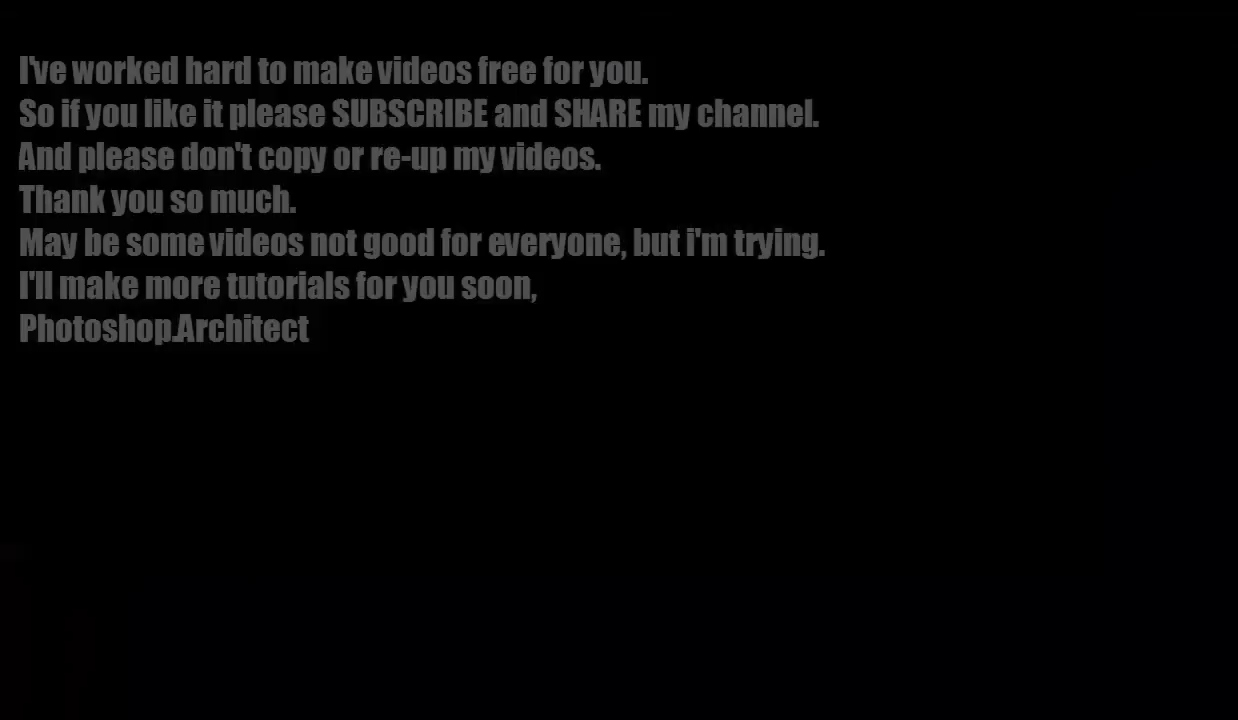 I've worked hard to make videos free for you.
So if you like it please SUBSCRIBE and SHARE my channel.
And please don't copy or re-up my videos.
Thank you so much.
May be some videos not good for everyone, but i'm trying.
I'll make more tutorials for you soon,
Photoshop.Architect